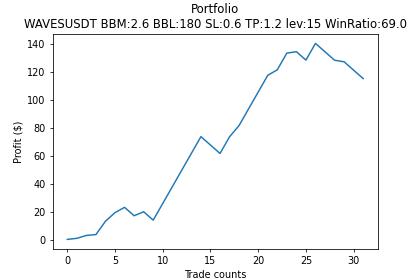 Portfolio
WAVESUSDT BBM:2.6 BBL:180 SL:0.6 TP:1.2 lev:15 WinRatio:69.0
140
120
100
80
60
40
20
0
Profit ($)
0 5 10 15 20 25 30
Trade counts